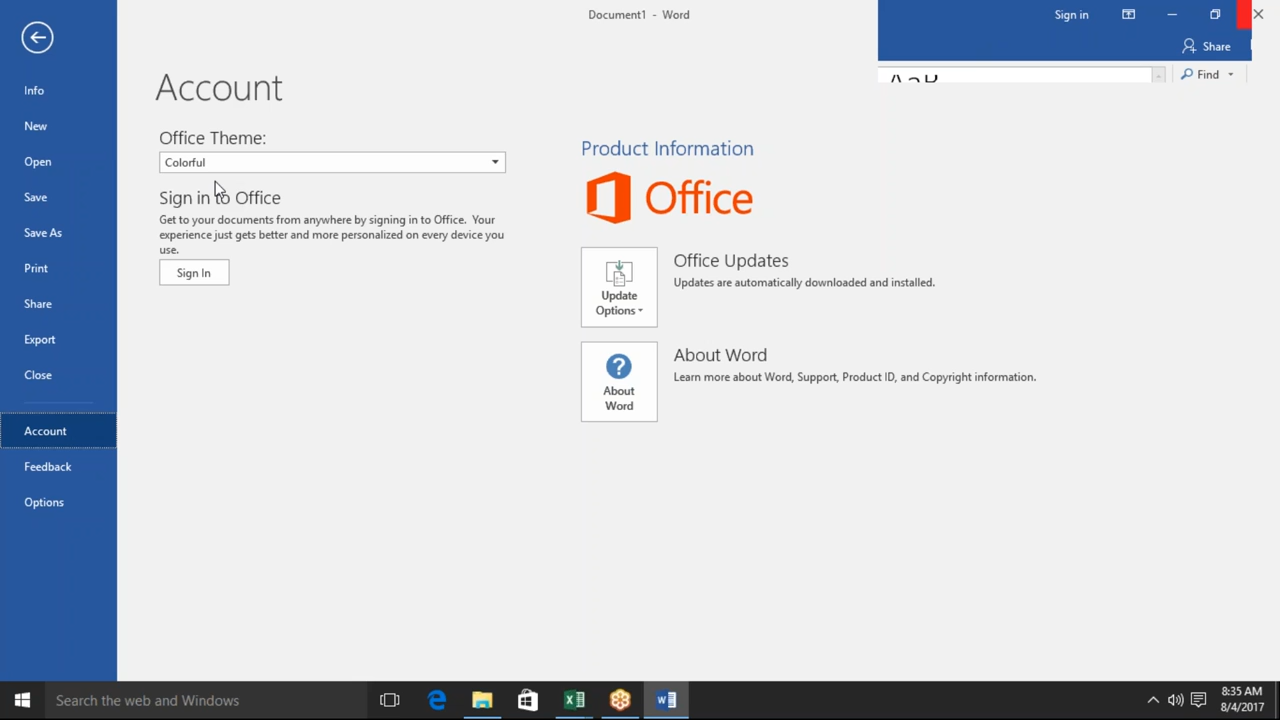 Document1 - Word
Sign in
Share
AaB
Find
Info
New
Open
Save
Save As
Print
Share
Export
Close
Account
Feedback
Options
Account
Office Theme:
Colorful
Sign in to Office
Get to your documents from anywhere by signing in to Office. Your
experience just gets better and more personalized on every device you
use.
Sign In
Product Information
Office
Update
Options
Office Updates
Updates are automatically downloaded and installed.
?
About
Word
About Word
Learn more about Word, Support, Product ID, and Copyright information.
Search the web and Windows
8:35 AM
8/4/2017